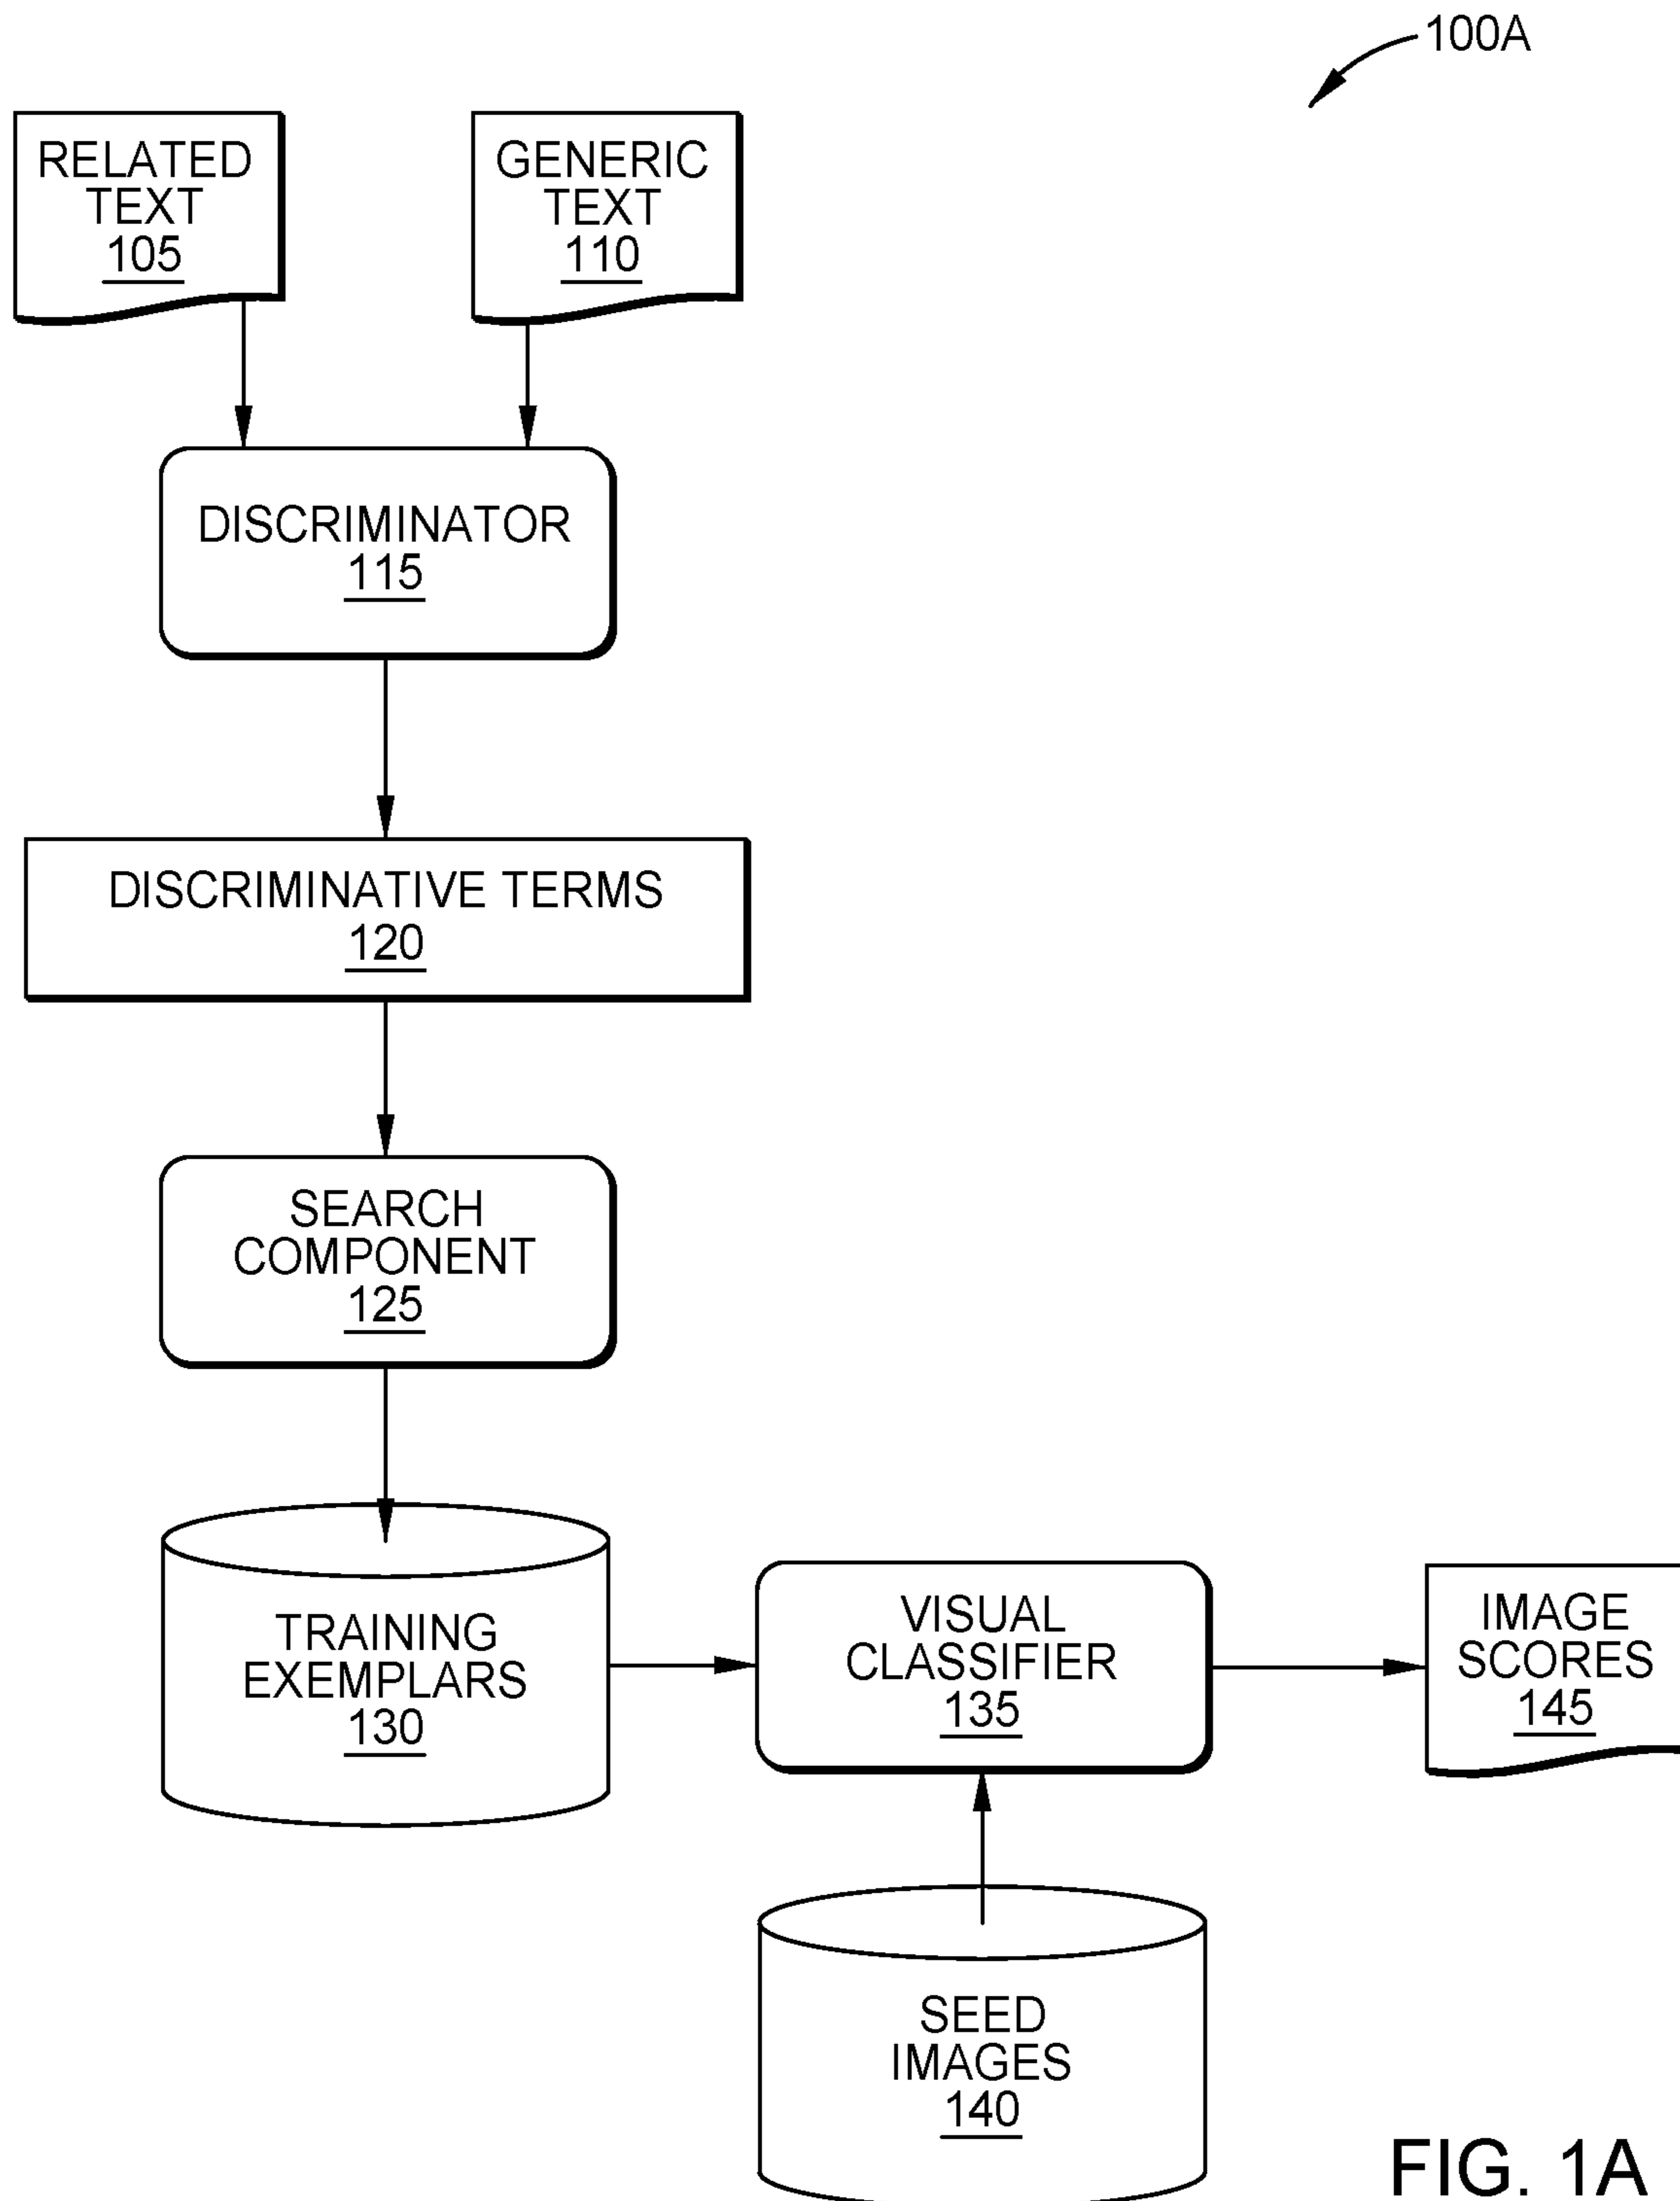 100A
RELATED
TEXT
105
GENERIC
TEXT
110
DISCRIMINATOR
115
DISCRIMINATIVE TERMS
120
SEARCH
COMPONENT
125
TRAINING
EXEMPLARS
130
VISUAL
CLASSIFIER
135
IMAGE
SCORES
145
SEED
IMAGES
140
FIG. 1A